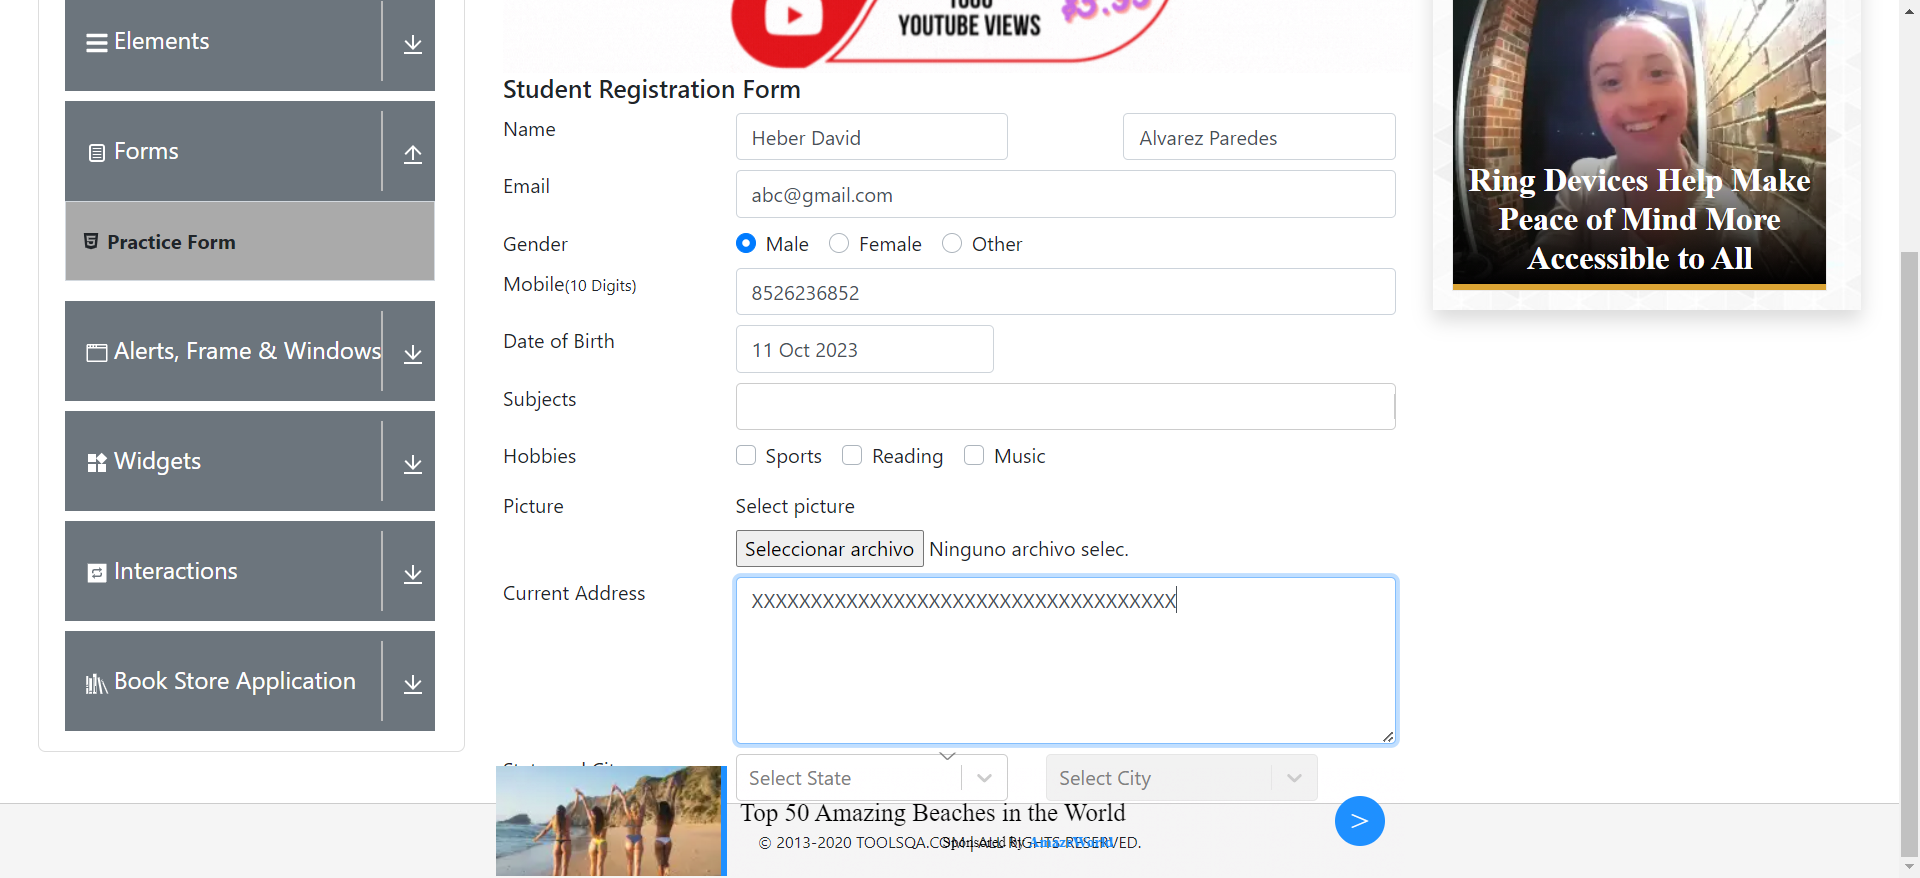 Elements
Forms
Practice Form
Alerts, Frame & Windows
Widgets
Interactions
Book Store Application
YOUTUBE VIEWS
Student Registration Form
Name
Heber David
Alvarez Paredes
Email
abc@gmail.com
Gender
Male
Female
Other
Mobile(10 Digits)
8526236852
Date of Birth
11 Oct 2023
Subjects
Hobbies
Sports
Reading
Music
Picture
Select picture
Seleccionar archivo
Ninguno archivo selec.
Current Address
XXXXXXXXXXXXXXXXXXXXXXXXXXXXXXXXXXXX
Select State
Select City
Top 50 Amazing Beaches in the World
>
© 2013-2020 TOOLSQA.COM | ALL RIGHTS RESERVED.
Ring Devices Help Make
Peace of Mind More
Accessible to All